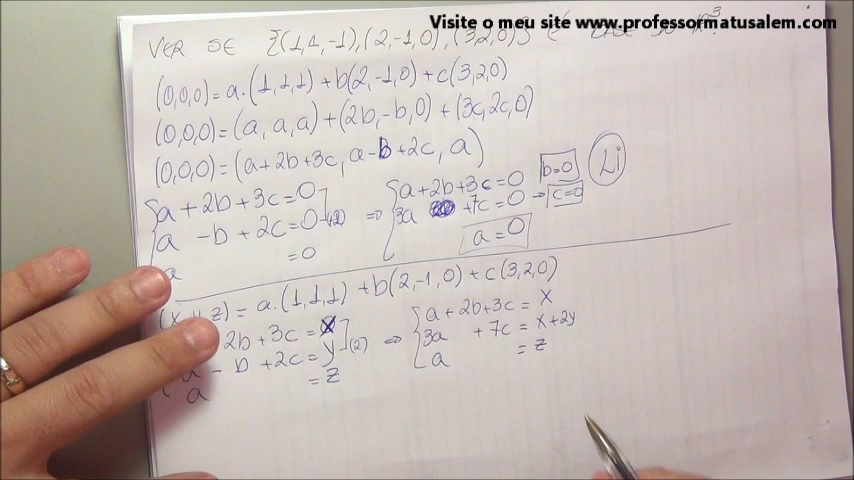 Visite o meu site www.professormatusalem.com
VER SE {(1,1,-1),(2,-1,0),(3,2,0)} É
(0,0,0)=a.(1,1,1)+b(2,-1,0)+c(3,2,0)
(0,0,0)=(a,a,a)+(2b,-b,0)+(3c,2c,0)
(0,0,0)=(a+2b+3c, a-b+2c, a)
a+2b+3c=0 ⇒ a+2b+3c=0 b=0 Li
a-b+2c=0 (2) 3a +7c=0 → c=0
a =0 a=0
(x,y,z)=a.(1,1,1)+b(2,-1,0)+c(3,2,0)
2b+3c=x ⇒ a+2b+3c=x
a-b+2c=y (2) 3a +7c=x+2y
a =z a =z